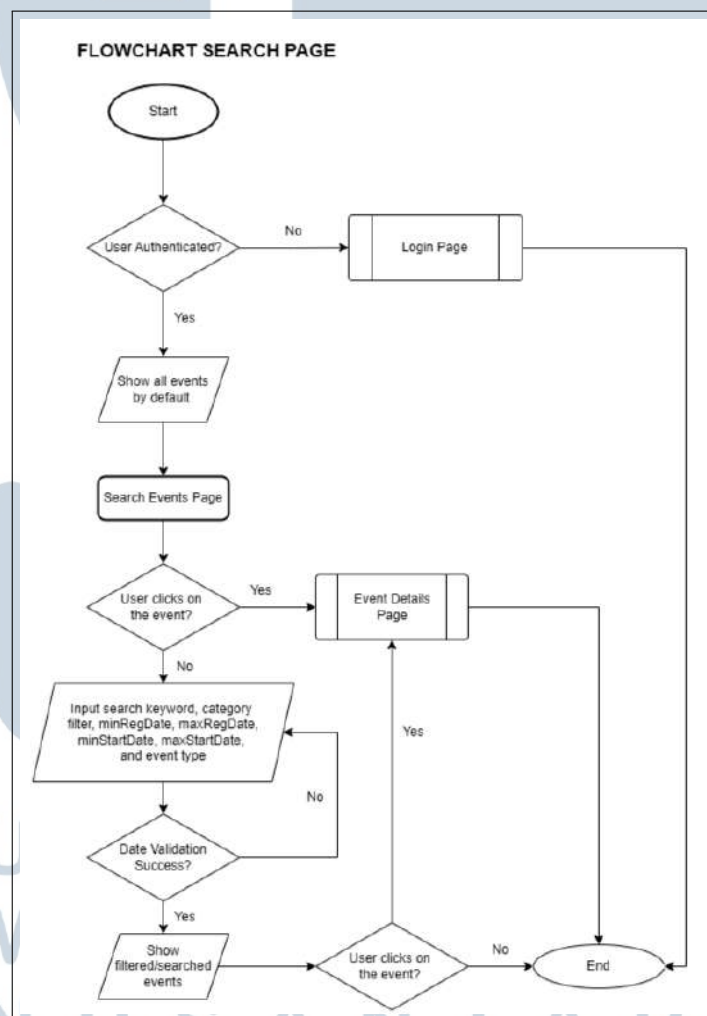 FLOWCHART SEARCH PAGE
Start
User Authenticated?
No
Login Page
Yes
Show all events
by default
Search Events Page
User clicks on
the event?
Yes
Event Details
Page
No
Input search keyword, category
filter, minRegDate, maxRegDate,
minStartDate, maxStartDate,
and event type
Yes
No
Date Validation
Success?
Yes
Show
filtered/searched
events
User clicks on
the event?
No
End